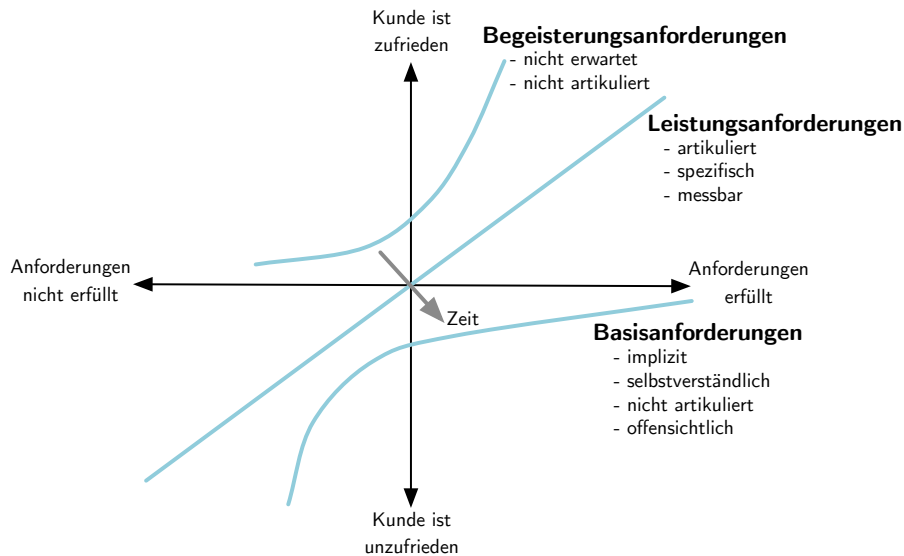 Kunde ist
zufrieden
Begeisterungsanforderungen
- nicht erwartet
- nicht artikuliert
Leistungsanforderungen
- artikuliert
- spezifisch
- messbar
Anforderungen
nicht erfüllt
Anforderungen
erfüllt
Zeit
Basisanforderungen
- implizit
- selbstverständlich
- nicht artikuliert
- offensichtlich
Kunde ist
unzufrieden